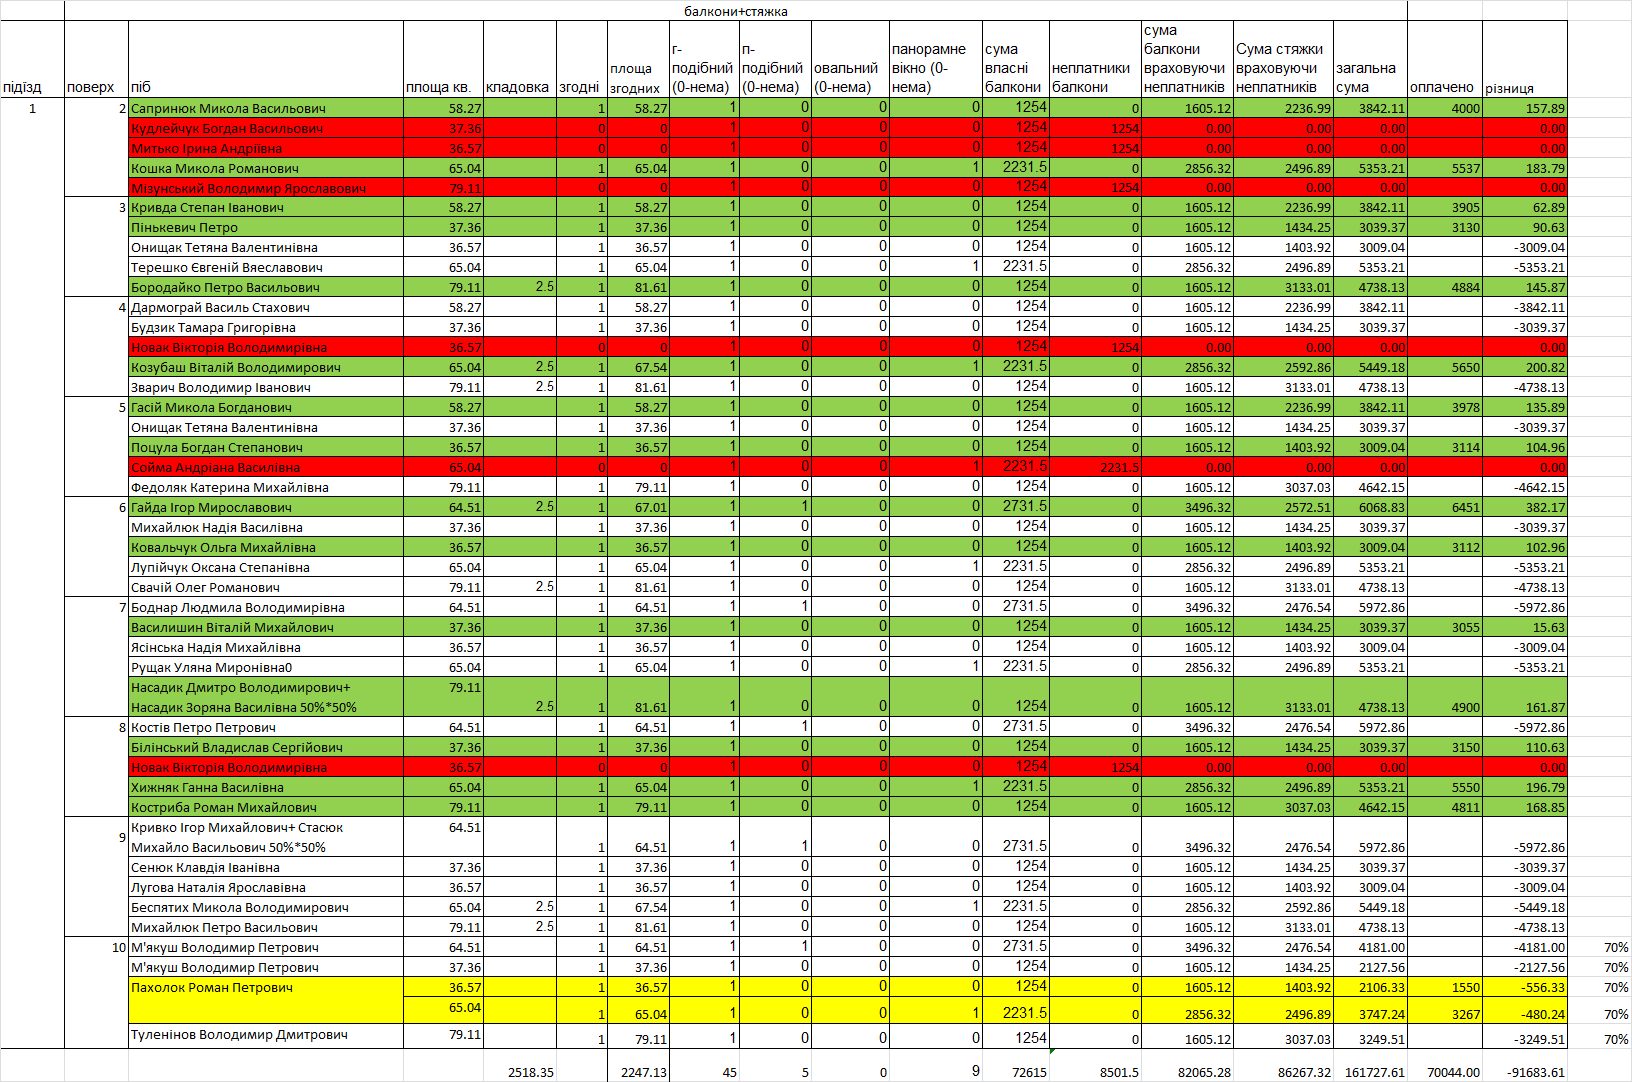 балкони+стяжка
підїзд поверх піб площа кв. кладовка згодні площа згодних г-подібний (0-нема) п-подібний (0-нема) овальний (0-нема) панорамне вікно (0-нема) сума власні балкони неплатники балкони сума балкони враховуючи неплатників Сума стяжки враховуючи неплатників загальна сума оплачено різниця
1 2 Сапринюк Микола Васильович 58.27 1 58.27 1 0 0 0 1254 0 1605.12 2236.99 3842.11 4000 157.89
Кудлейчук Богдан Васильович 37.36 0 0 1 0 0 0 1254 1254 0.00 0.00 0.00 0.00
Митько Ірина Андріївна 36.57 0 0 1 0 0 0 1254 1254 0.00 0.00 0.00 0.00
Кошка Микола Романович 65.04 1 65.04 1 0 0 1 2231.5 0 2856.32 2496.89 5353.21 5537 183.79
Мізунський Володимир Ярославович 79.11 0 0 1 0 0 0 1254 1254 0.00 0.00 0.00 0.00
3 Кривда Степан Іванович 58.27 1 58.27 1 0 0 0 1254 0 1605.12 2236.99 3842.11 3905 62.89
Пінькевич Петро 37.36 1 37.36 1 0 0 0 1254 0 1605.12 1434.25 3039.37 3130 90.63
Онищак Тетяна Валентинівна 36.57 1 36.57 1 0 0 0 1254 0 1605.12 1403.92 3009.04 -3009.04
Терешко Євгеній Вяеславович 65.04 1 65.04 1 0 0 1 2231.5 0 2856.32 2496.89 5353.21 -5353.21
Бородайко Петро Васильович 79.11 2.5 1 81.61 1 0 0 0 1254 0 1605.12 3133.01 4738.13 4884 145.87
4 Дармограй Василь Стахович 58.27 1 58.27 1 0 0 0 1254 0 1605.12 2236.99 3842.11 -3842.11
Будзик Тамара Григорівна 37.36 1 37.36 1 0 0 0 1254 0 1605.12 1434.25 3039.37 -3039.37
Новак Вікторія Володимирівна 36.57 0 0 1 0 0 0 1254 1254 0.00 0.00 0.00 0.00
Козубаш Віталій Володимирович 65.04 2.5 1 67.54 1 0 0 1 2231.5 0 2856.32 2592.86 5449.18 5650 200.82
Зварич Володимир Іванович 79.11 2.5 1 81.61 1 0 0 0 1254 0 1605.12 3133.01 4738.13 -4738.13
5 Гасій Микола Богданович 58.27 1 58.27 1 0 0 0 1254 0 1605.12 2236.99 3842.11 3978 135.89
Онищак Тетяна Валентинівна 37.36 1 37.36 1 0 0 0 1254 0 1605.12 1434.25 3039.37 -3039.37
Поцула Богдан Степанович 36.57 1 36.57 1 0 0 0 1254 0 1605.12 1403.92 3009.04 3114 104.96
Сойма Андріана Василівна 65.04 0 0 1 0 0 1 2231.5 2231.5 0.00 0.00 0.00 0.00
Федоляк Катерина Михайлівна 79.11 1 79.11 1 0 0 0 1254 0 1605.12 3037.03 4642.15 -4642.15
6 Гайда Ігор Мирославович 64.51 2.5 1 67.01 1 1 0 0 2731.5 0 3496.32 2572.51 6068.83 6451 382.17
Михайлюк Надія Василівна 37.36 1 37.36 1 0 0 0 1254 0 1605.12 1434.25 3039.37 -3039.37
Ковальчук Ольга Михайлівна 36.57 1 36.57 1 0 0 0 1254 0 1605.12 1403.92 3009.04 3112 102.96
Лупійчук Оксана Степанівна 65.04 1 65.04 1 0 0 1 2231.5 0 2856.32 2496.89 5353.21 -5353.21
Свачій Олег Романович 79.11 2.5 1 81.61 1 0 0 0 1254 0 1605.12 3133.01 4738.13 -4738.13
7 Боднар Людмила Володимирівна 64.51 1 64.51 1 1 0 0 2731.5 0 3496.32 2476.54 5972.86 -5972.86
Василишин Віталій Михайлович 37.36 1 37.36 1 0 0 0 1254 0 1605.12 1434.25 3039.37 3055 15.63
Ясінська Надія Михайлівна 36.57 1 36.57 1 0 0 0 1254 0 1605.12 1403.92 3009.04 -3009.04
Рущак Уляна Миронівна0 65.04 1 65.04 1 0 0 1 2231.5 0 2856.32 2496.89 5353.21 -5353.21
Насадик Дмитро Володимирович+ 79.11
Насадик Зоряна Василівна 50%*50% 2.5 1 81.61 1 0 0 0 1254 0 1605.12 3133.01 4738.13 4900 161.87
8 Костів Петро Петрович 64.51 1 64.51 1 1 0 0 2731.5 0 3496.32 2476.54 5972.86 -5972.86
Білінський Владислав Сергійович 37.36 1 37.36 1 0 0 0 1254 0 1605.12 1434.25 3039.37 3150 110.63
Новак Вікторія Володимирівна 36.57 0 0 1 0 0 0 1254 1254 0.00 0.00 0.00 0.00
Хижняк Ганна Василівна 65.04 1 65.04 1 0 0 1 2231.5 0 2856.32 2496.89 5353.21 5550 196.79
Костриба Роман Михайлович 79.11 1 79.11 1 0 0 0 1254 0 1605.12 3037.03 4642.15 4811 168.85
9 Кривко Ігор Михайлович+ Стасюк 64.51
Михайло Васильович 50%*50% 1 64.51 1 1 0 0 2731.5 0 3496.32 2476.54 5972.86 -5972.86
Сенюк Клавдія Іванівна 37.36 1 37.36 1 0 0 0 1254 0 1605.12 1434.25 3039.37 -3039.37
Лугова Наталія Ярославівна 36.57 1 36.57 1 0 0 0 1254 0 1605.12 1403.92 3009.04 -3009.04
Беспятих Микола Володимирович 65.04 2.5 1 67.54 1 0 0 1 2231.5 0 2856.32 2592.86 5449.18 -5449.18
Михайлюк Петро Васильович 79.11 2.5 1 81.61 1 0 0 0 1254 0 1605.12 3133.01 4738.13 -4738.13
10 М'якуш Володимир Петрович 64.51 1 64.51 1 1 0 0 2731.5 0 3496.32 2476.54 4181.00 -4181.00 70%
М'якуш Володимир Петрович 37.36 1 37.36 1 0 0 0 1254 0 1605.12 1434.25 2127.56 -2127.56 70%
Пахолок Роман Петрович 36.57 1 36.57 1 0 0 0 1254 0 1605.12 1403.92 2106.33 1550 -556.33 70%
65.04 1 65.04 1 0 0 1 2231.5 0 2856.32 2496.89 3747.24 3267 -480.24 70%
Туленінов Володимир Дмитрович 79.11 1 79.11 1 0 0 0 1254 0 1605.12 3037.03 3249.51 -3249.51 70%
2518.35 2247.13 45 5 0 9 72615 8501.5 82065.28 86267.32 161727.61 70044.00 -91683.61